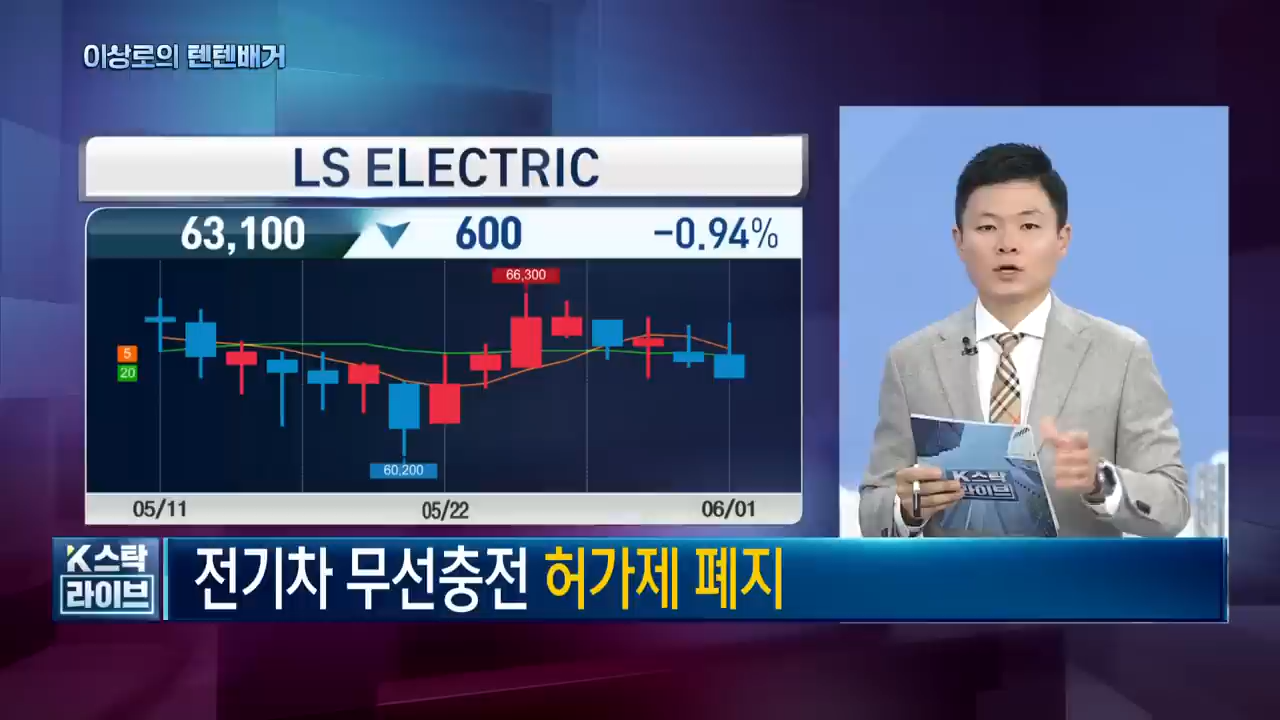 이상로의 텐텐배거
LS ELECTRIC
63,100 ▼ 600 -0.94%
66,300
5
20
60,200
05/11 05/22 06/01
K스탁
라이브
K스탁
라이브
전기차 무선충전 허가제 폐지